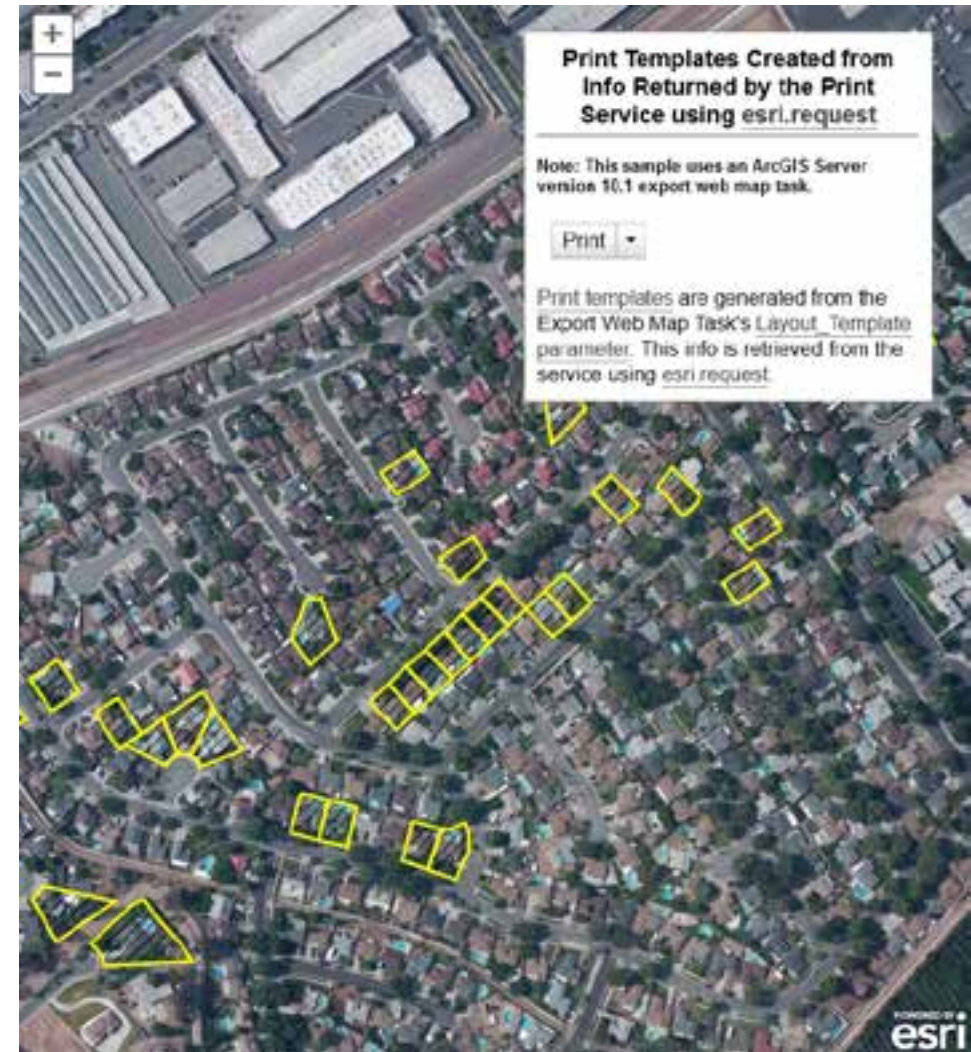 +
−
Print Templates Created from
Info Returned by the Print
Service using esri.request
Note: This sample uses an ArcGIS Server
version 10.1 export web map task.
Print
Print templates are generated from the
Export Web Map Task's Layout_Template
parameter. This info is retrieved from the
service using esri.request.
POWERED BY
esri